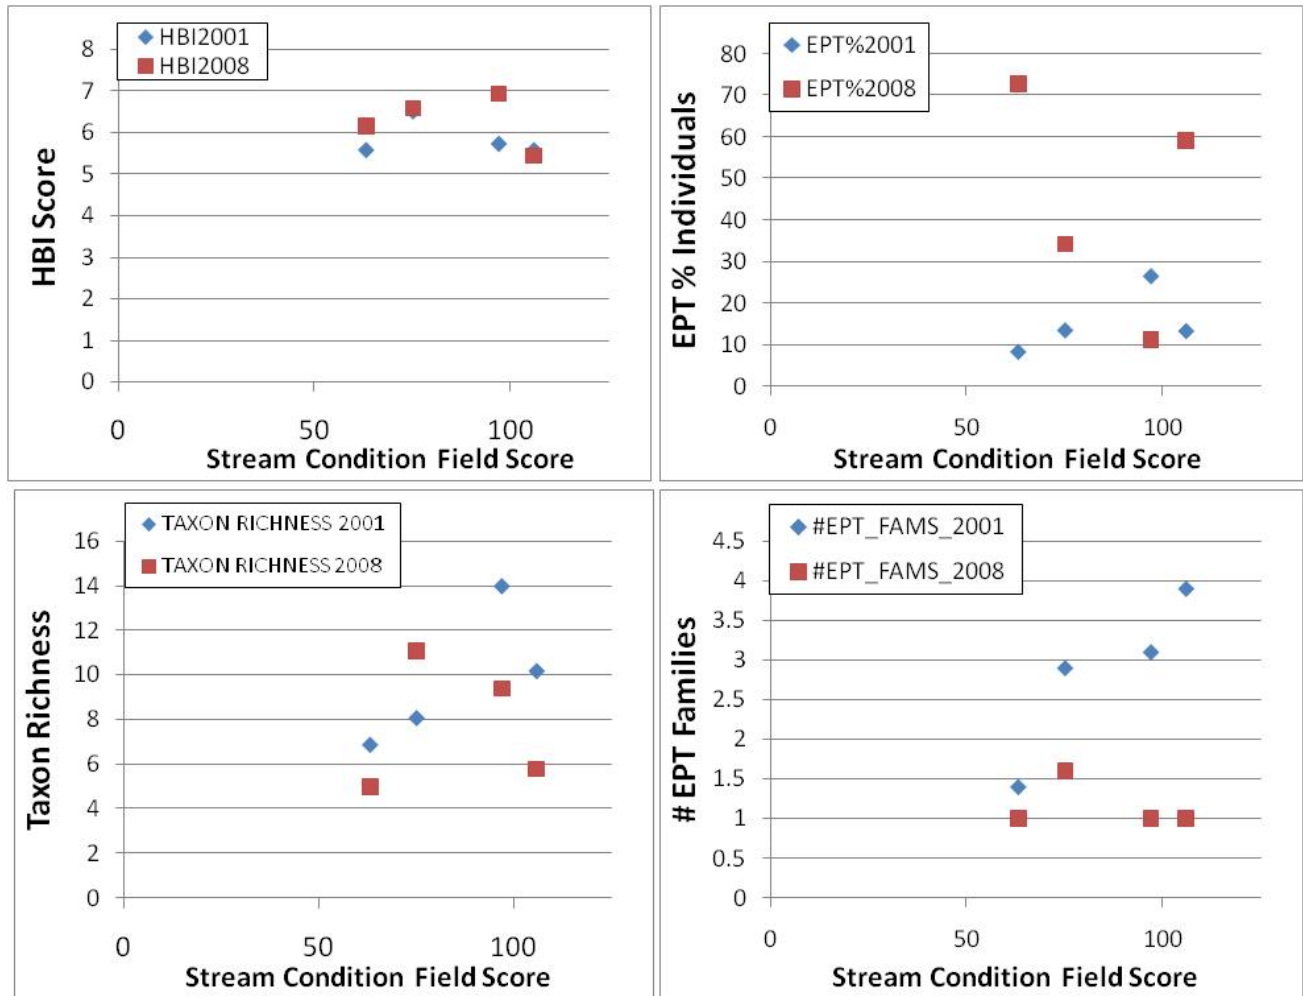 HBI2001
HBI2008
8
7
6
5
4
3
2
1
0
HBI Score
0 50 100
Stream Condition Field Score
EPT%2001
EPT%2008
80
70
60
50
40
30
20
10
0
EPT % Individuals
0 50 100
Stream Condition Field Score
TAXON RICHNESS 2001
TAXON RICHNESS 2008
16
14
12
10
8
6
4
2
0
Taxon Richness
0 50 100
Stream Condition Field Score
#EPT_FAMS_2001
#EPT_FAMS_2008
4.5
4
3.5
3
2.5
2
1.5
1
0.5
0
# EPT Families
0 50 100
Stream Condition Field Score